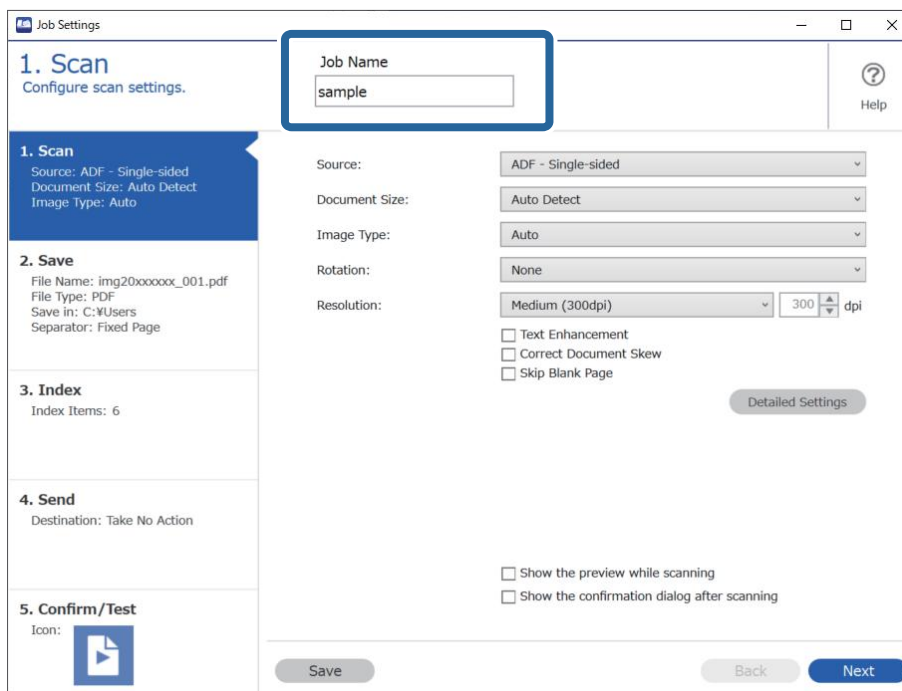 Job Settings
1. Scan
Configure scan settings.
Job Name
sample
Help
1. Scan
Source: ADF - Single-sided
Document Size: Auto Detect
Image Type: Auto
2. Save
File Name: img20xxxxxx_001.pdf
File Type: PDF
Save in: C:¥Users
Separator: Fixed Page
3. Index
Index Items: 6
4. Send
Destination: Take No Action
5. Confirm/Test
Icon:
Source: ADF - Single-sided
Document Size: Auto Detect
Image Type: Auto
Rotation: None
Resolution: Medium (300dpi) 300 dpi
Text Enhancement
Correct Document Skew
Skip Blank Page
Detailed Settings
Show the preview while scanning
Show the confirmation dialog after scanning
Save Back Next